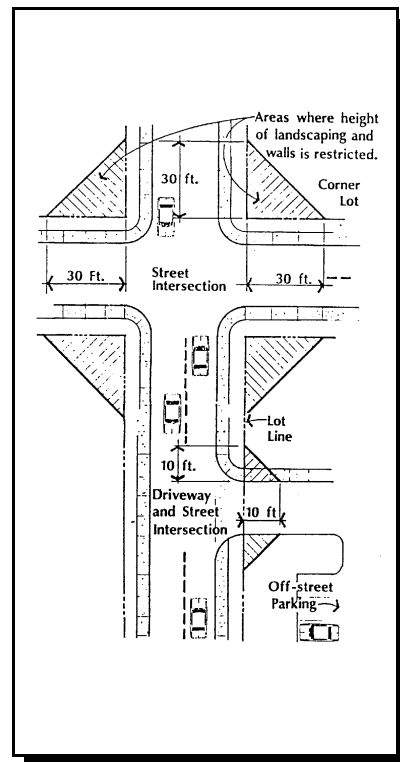 Areas where height
of landscaping and
walls is restricted.
30 ft.
Corner
Lot
30 Ft.
Street
Intersection
30 ft.
Lot
Line
10 ft.
Driveway
and Street
Intersection
10 ft
Off-street
Parking